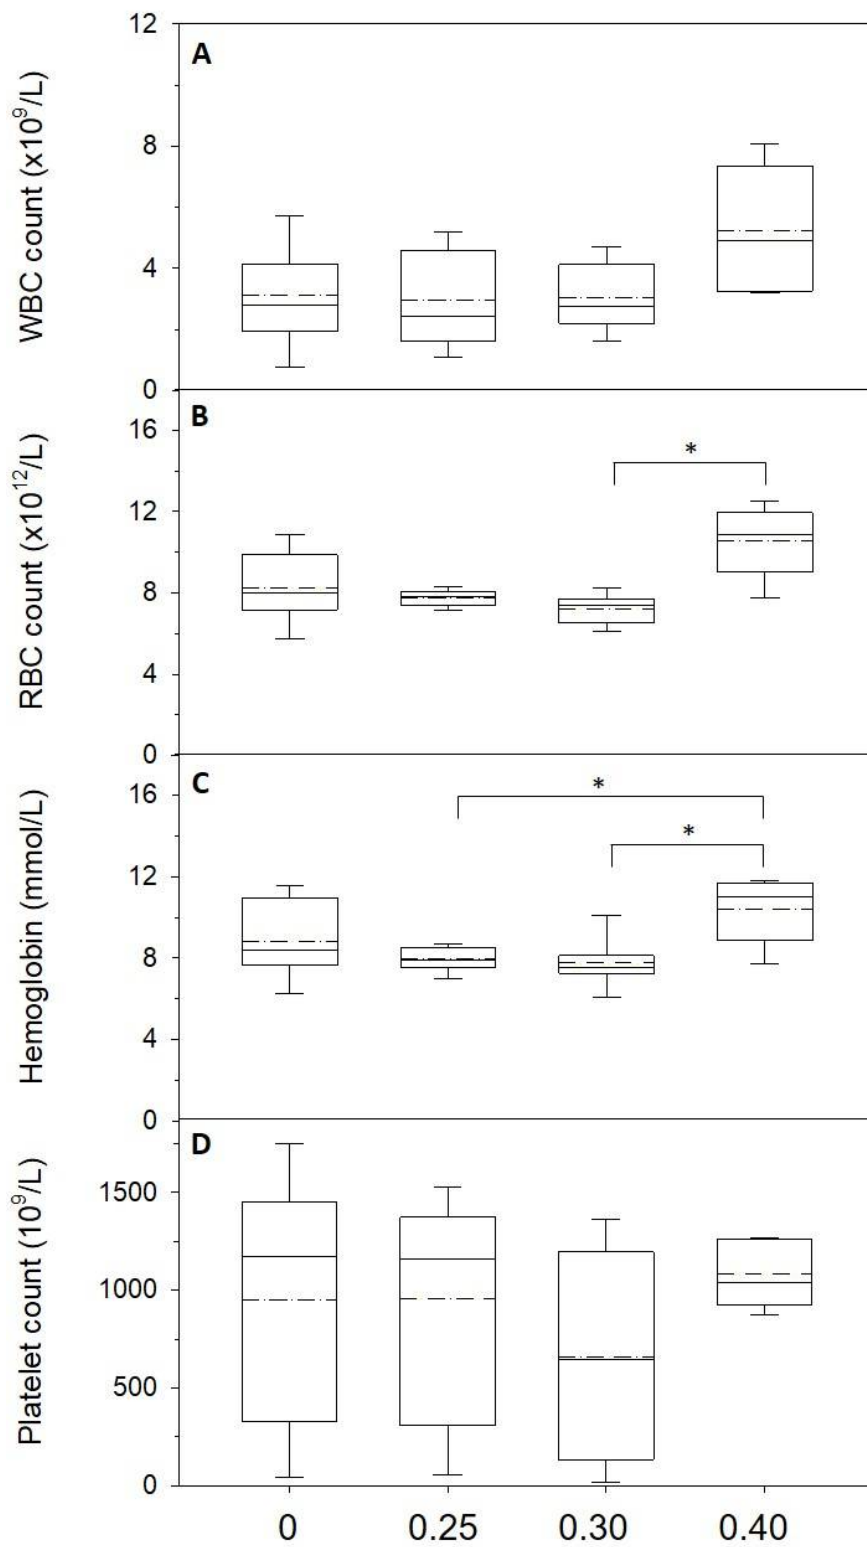 A
WBC count (x10⁹/L)
12
8
4
0
B
*
RBC count (x10¹²/L)
16
12
8
4
0
C
*
*
Hemoglobin (mmol/L)
16
12
8
4
0
D
Platelet count (10⁹/L)
1500
1000
500
0
0 0.25 0.30 0.40